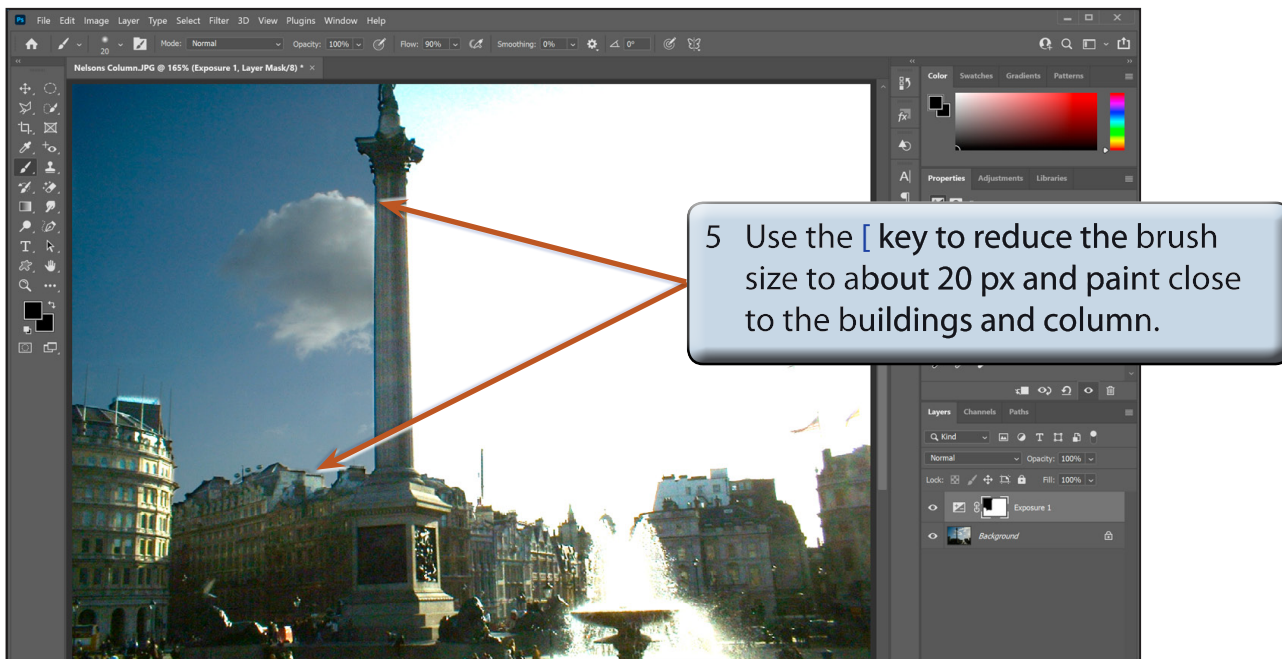 Ps File Edit Image Layer Type Select Filter 3D View Plugins Window Help
20 Mode: Normal Opacity: 100% Flow: 90% Smoothing: 0% 0°
Nelsons Column.JPG @ 165% (Exposure 1, Layer Mask/8) * ×
Color Swatches Gradients Patterns
fx
A|
Properties Adjustments Libraries
5 Use the [ key to reduce the brush
size to about 20 px and paint close
to the buildings and column.
T
Layers Channels Paths
Kind T
Normal Opacity: 100%
Lock: Fill: 100%
Exposure 1
Background